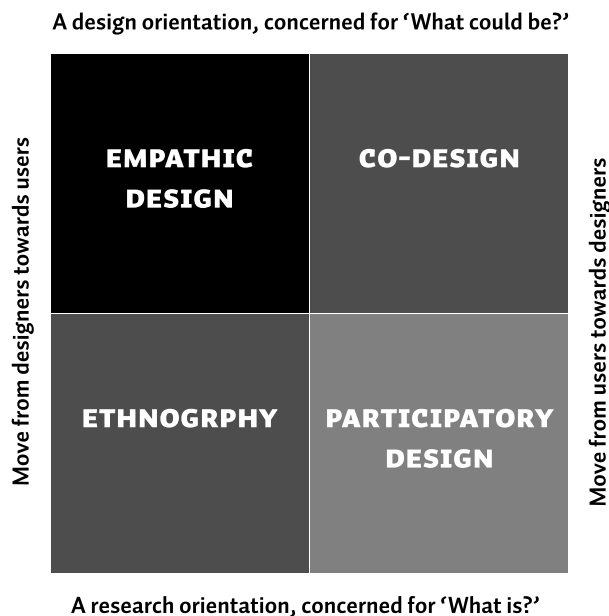 A design orientation, concerned for ‘What could be?’
Move from designers towards users
EMPATHIC
DESIGN
CO-DESIGN
Move from users towards designers
ETHNOGRPHY
PARTICIPATORY
DESIGN
A research orientation, concerned for ‘What is?’